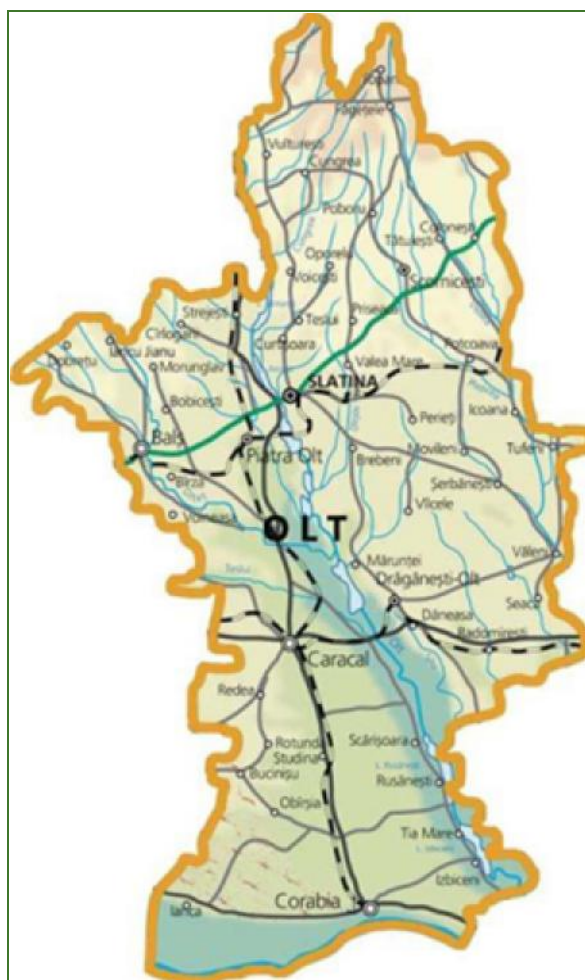 Vulturești
Cungrea
Poboru
Colonești
Tătulești
Oporelu
Voicești
Scornicești
Strejești
Priseaca
Teslui
Cîrlogani
Curtișoara
Potcoava
Iancu Jianu
Dobrețu
Morunglav
Valea Mare
SLATINA
Bobicești
Icoana
Perieți
Balș
Piatra Olt
Movileni
Tufeni
Brebeni
Bîrza
Șerbănești
Vîlcele
OLT
Văleni
Mărunței
Drăgănești-Olt
Teslui
Seaca
Dăneasa
Radomirești
Caracal
Redea
Rotunda
Scărișoara
Studina
Bucinișu
Rusănești
Obîrșia
Tia Mare
Izbiceni
Corabia
Ianca